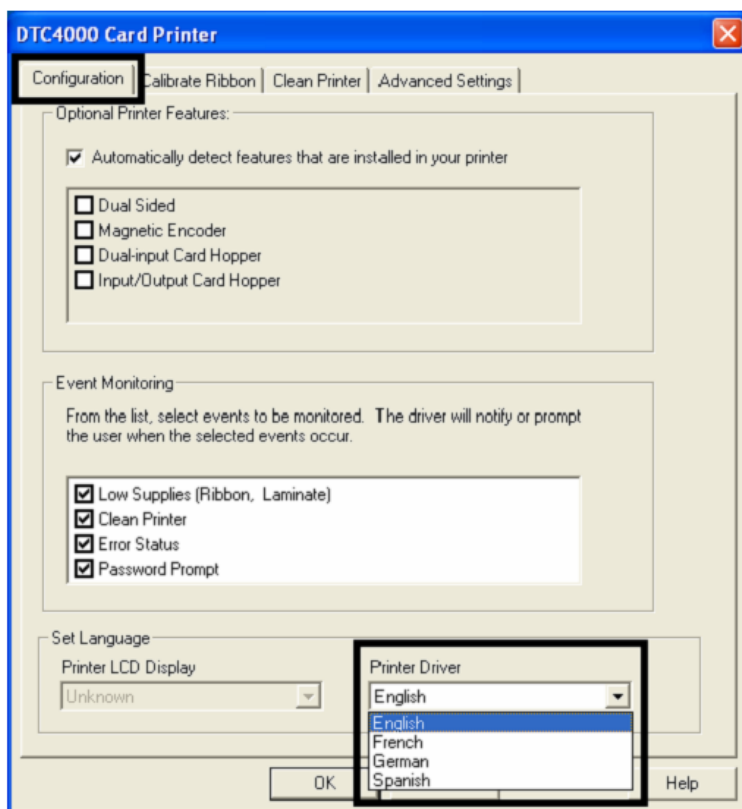 DTC4000 Card Printer
Configuration Calibrate Ribbon Clean Printer Advanced Settings
Optional Printer Features:
Automatically detect features that are installed in your printer
Dual Sided
Magnetic Encoder
Dual-input Card Hopper
Input/Output Card Hopper
Event Monitoring
From the list, select events to be monitored. The driver will notify or prompt
the user when the selected events occur.
Low Supplies (Ribbon, Laminate)
Clean Printer
Error Status
Password Prompt
Set Language
Printer LCD Display Printer Driver
Unknown English
English
French
German
Spanish
OK Help